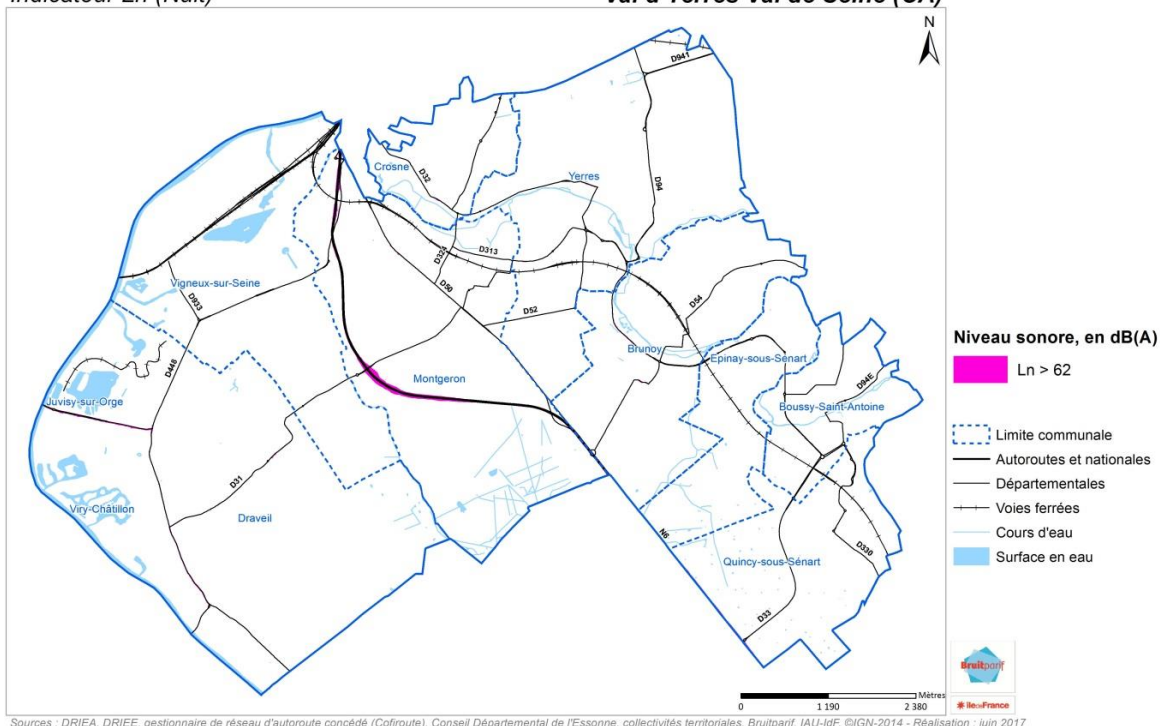 Indicateur Ln (Nuit)
Val d'Yerres-Val de Seine (CA)
N
D941
Crosne
D32
Yerres
D94
D324
D313
Vigneux-sur-Seine
D50
D933
D52
D54
Brunoy
Epinay-sous-Sénart
D448
Montgeron
D94E
Juvisy-sur-Orge
Boussy-Saint-Antoine
D31
Viry-Châtillon
Draveil
N6
D330
Quincy-sous-Sénart
D33
Niveau sonore, en dB(A)
Ln > 62
Limite communale
Autoroutes et nationales
Départementales
Voies ferrées
Cours d'eau
Surface en eau
Bruitparif
île de France
Mètres
0 1 190 2 380
Sources : DRIEA, DRIEE, gestionnaire de réseau d'autoroute concédé (Cofiroute), Conseil Départemental de l'Essonne, collectivités territoriales, Bruitparif, IAU-IdF, ©IGN-2014 - Réalisation : juin 2017